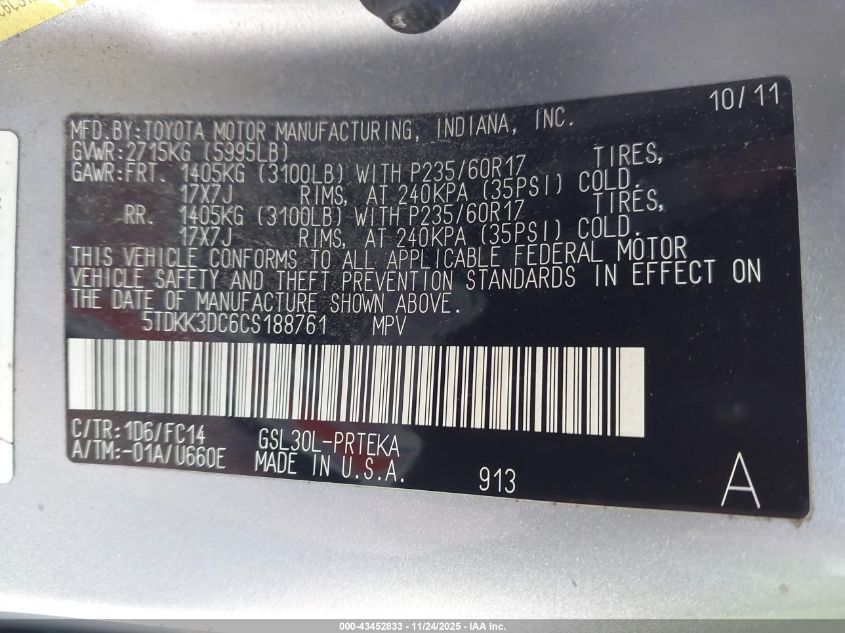 10/11
MFD.BY:TOYOTA MOTOR MANUFACTURING, INDIANA, INC.
GVWR:2715KG (5995LB)
GAWR:FRT. 1405KG (3100LB) WITH P235/60R17 TIRES,
17X7J RIMS, AT 240KPA (35PSI) COLD.
RR. 1405KG (3100LB) WITH P235/60R17 TIRES,
17X7J RIMS, AT 240KPA (35PSI) COLD.
THIS VEHICLE CONFORMS TO ALL APPLICABLE FEDERAL MOTOR
VEHICLE SAFETY AND THEFT PREVENTION STANDARDS IN EFFECT ON
THE DATE OF MANUFACTURE SHOWN ABOVE.
5TDKK3DC6CS188761 MPV
C/TR:1D6/FC14 GSL30L-PRTEKA
A/TM:-01A/U660E MADE IN U.S.A. 913 A
000-43452833 - 11/24/2025 - IAA Inc.